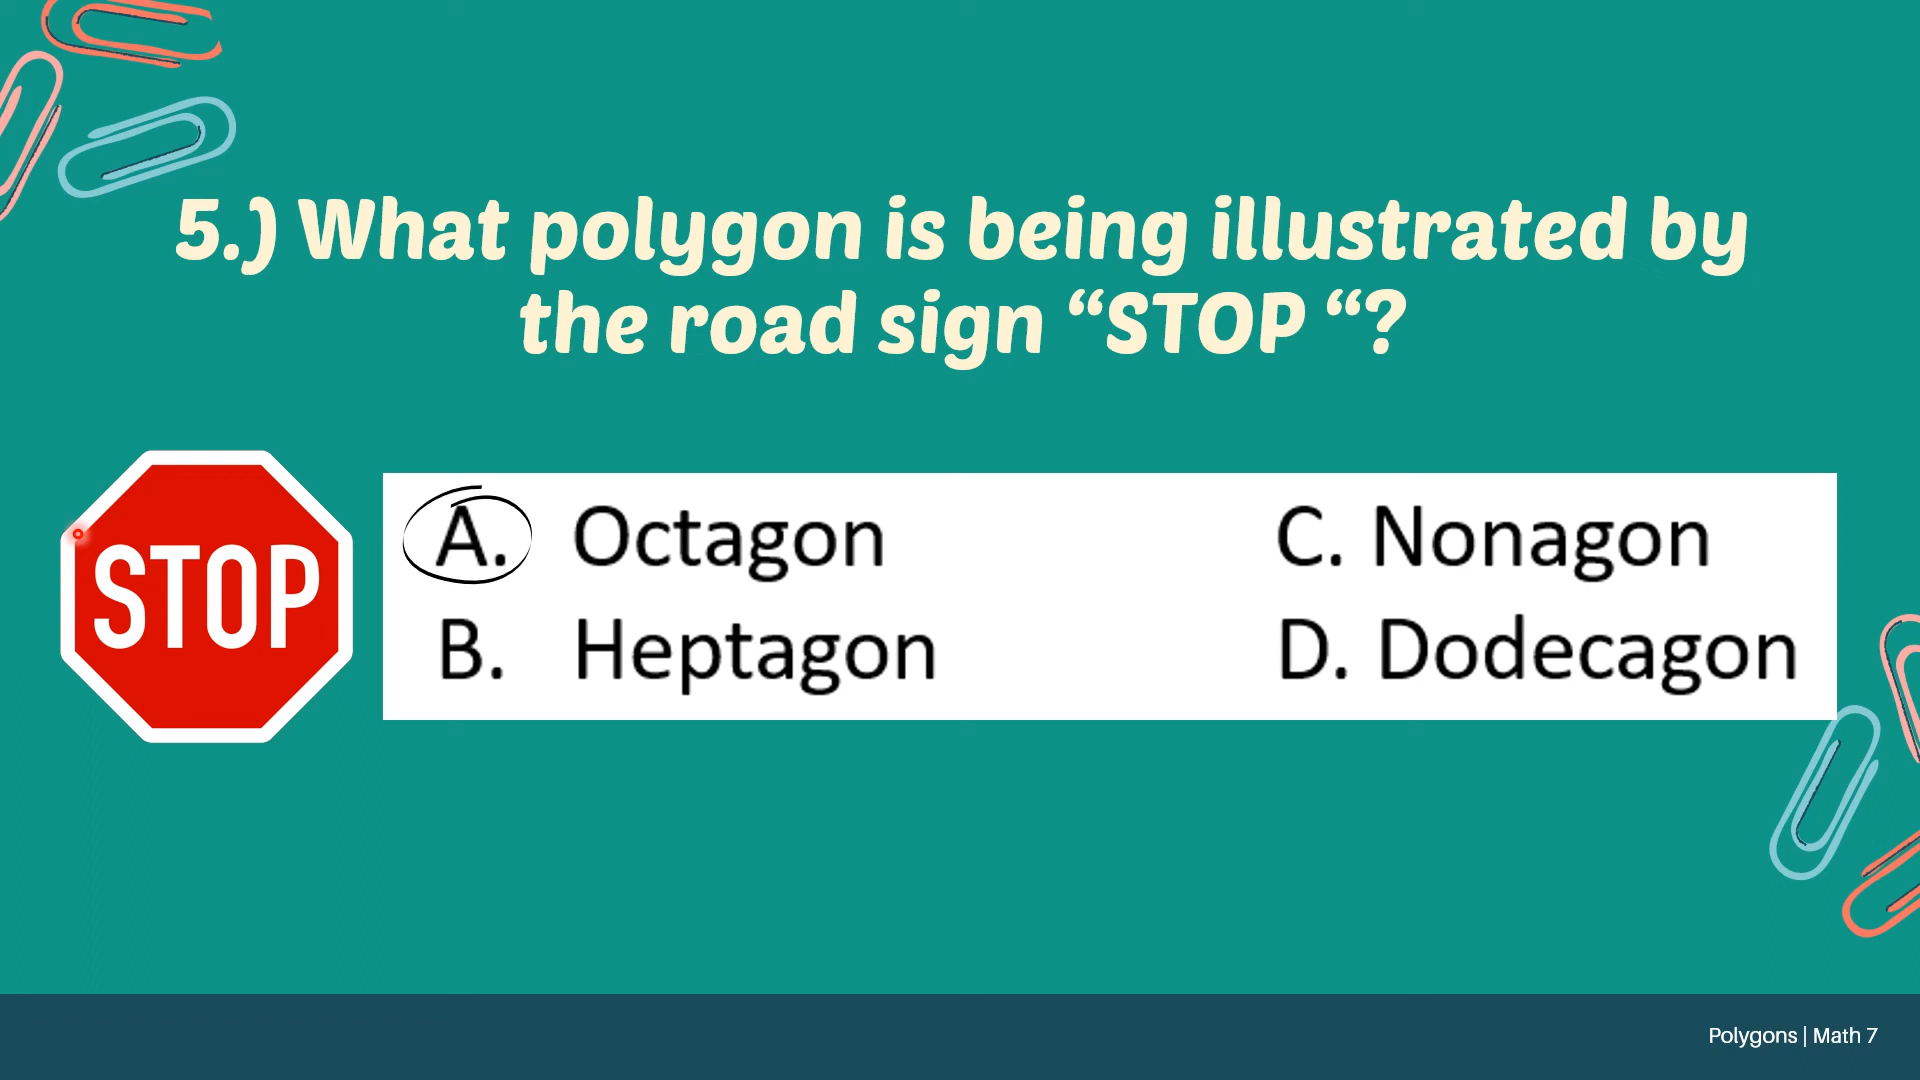 5.) What polygon is being illustrated by
the road sign “STOP “?
STOP
A. Octagon
B. Heptagon
C. Nonagon
D. Dodecagon
Polygons | Math 7